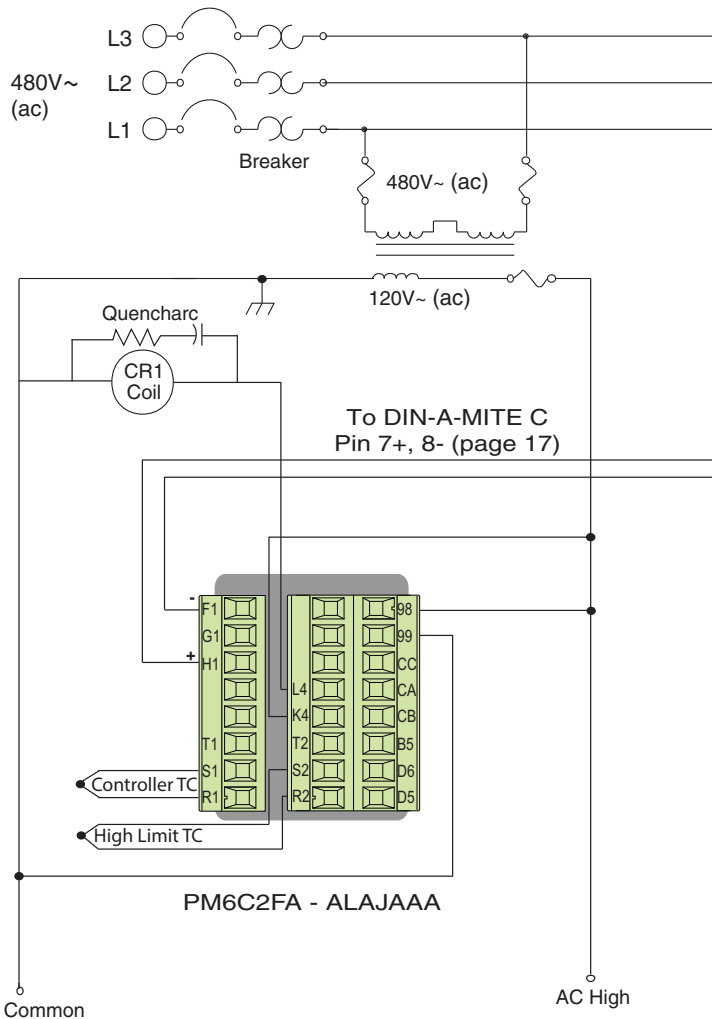 L3
480V~
(ac)
L2
L1
Breaker
480V~ (ac)
120V~ (ac)
Quencharc
CR1
Coil
To DIN-A-MITE C
Pin 7+, 8- (page 17)
-
F1
98
G1
99
+
H1
CC
L4
CA
K4
CB
T1
T2
B5
S1
S2
D6
Controller TC
R1
R2
D5
High Limit TC
PM6C2FA - ALAJAAA
Common
AC High